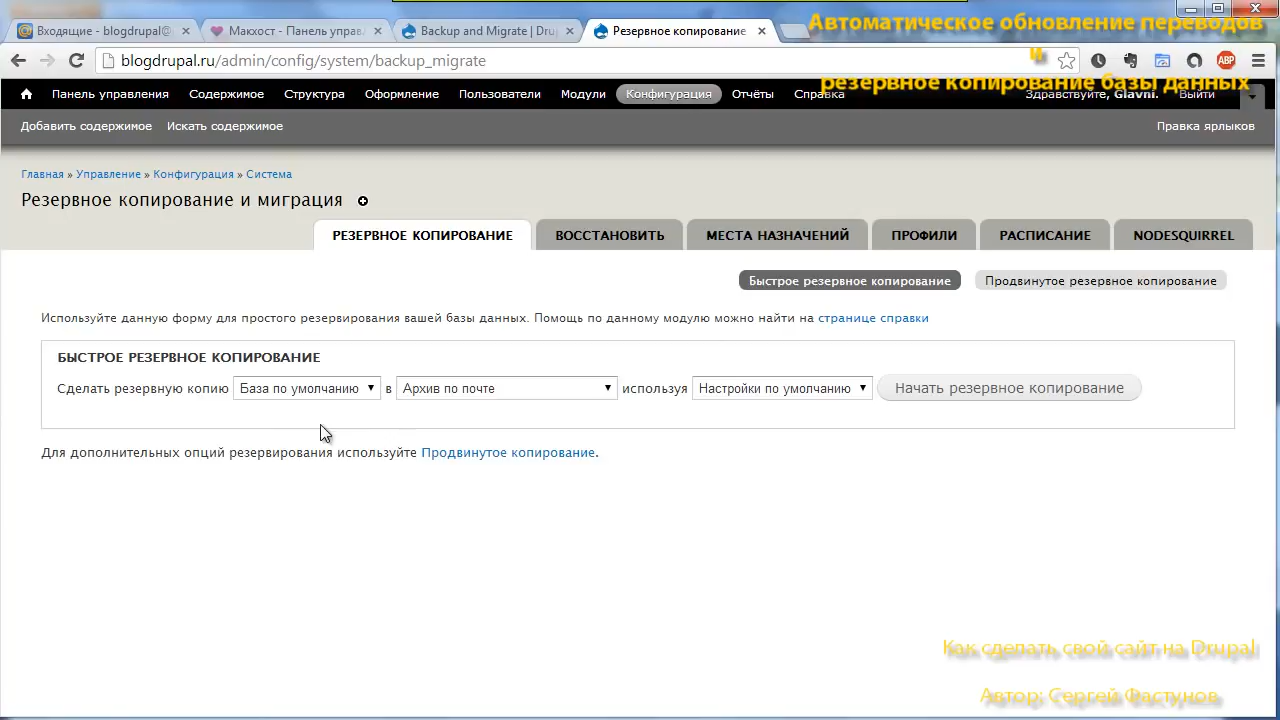 Входящие - blogdrupal@
Макхост - Панель управ
Backup and Migrate | Dru
Резервное копирование
Автоматическое обновление переводов
и
резервное копирование базы данных
blogdrupal.ru/admin/config/system/backup_migrate
ABP
Панель управления Содержимое Структура Оформление Пользователи Модули Конфигурация Отчёты Справка Здравствуйте, Glavni. Выйти
Добавить содержимое Искать содержимое Правка ярлыков
Главная » Управление » Конфигурация » Система
Резервное копирование и миграция
РЕЗЕРВНОЕ КОПИРОВАНИЕ ВОССТАНОВИТЬ МЕСТА НАЗНАЧЕНИЙ ПРОФИЛИ РАСПИСАНИЕ NODESQUIRREL
Быстрое резервное копирование Продвинутое резервное копирование
Используйте данную форму для простого резервирования вашей базы данных. Помощь по данному модулю можно найти на странице справки
БЫСТРОЕ РЕЗЕРВНОЕ КОПИРОВАНИЕ
Сделать резервную копию База по умолчанию в Архив по почте используя Настройки по умолчанию Начать резервное копирование
Для дополнительных опций резервирования используйте Продвинутое копирование.
Как сделать свой сайт на Drupal
Автор: Сергей Фастунов